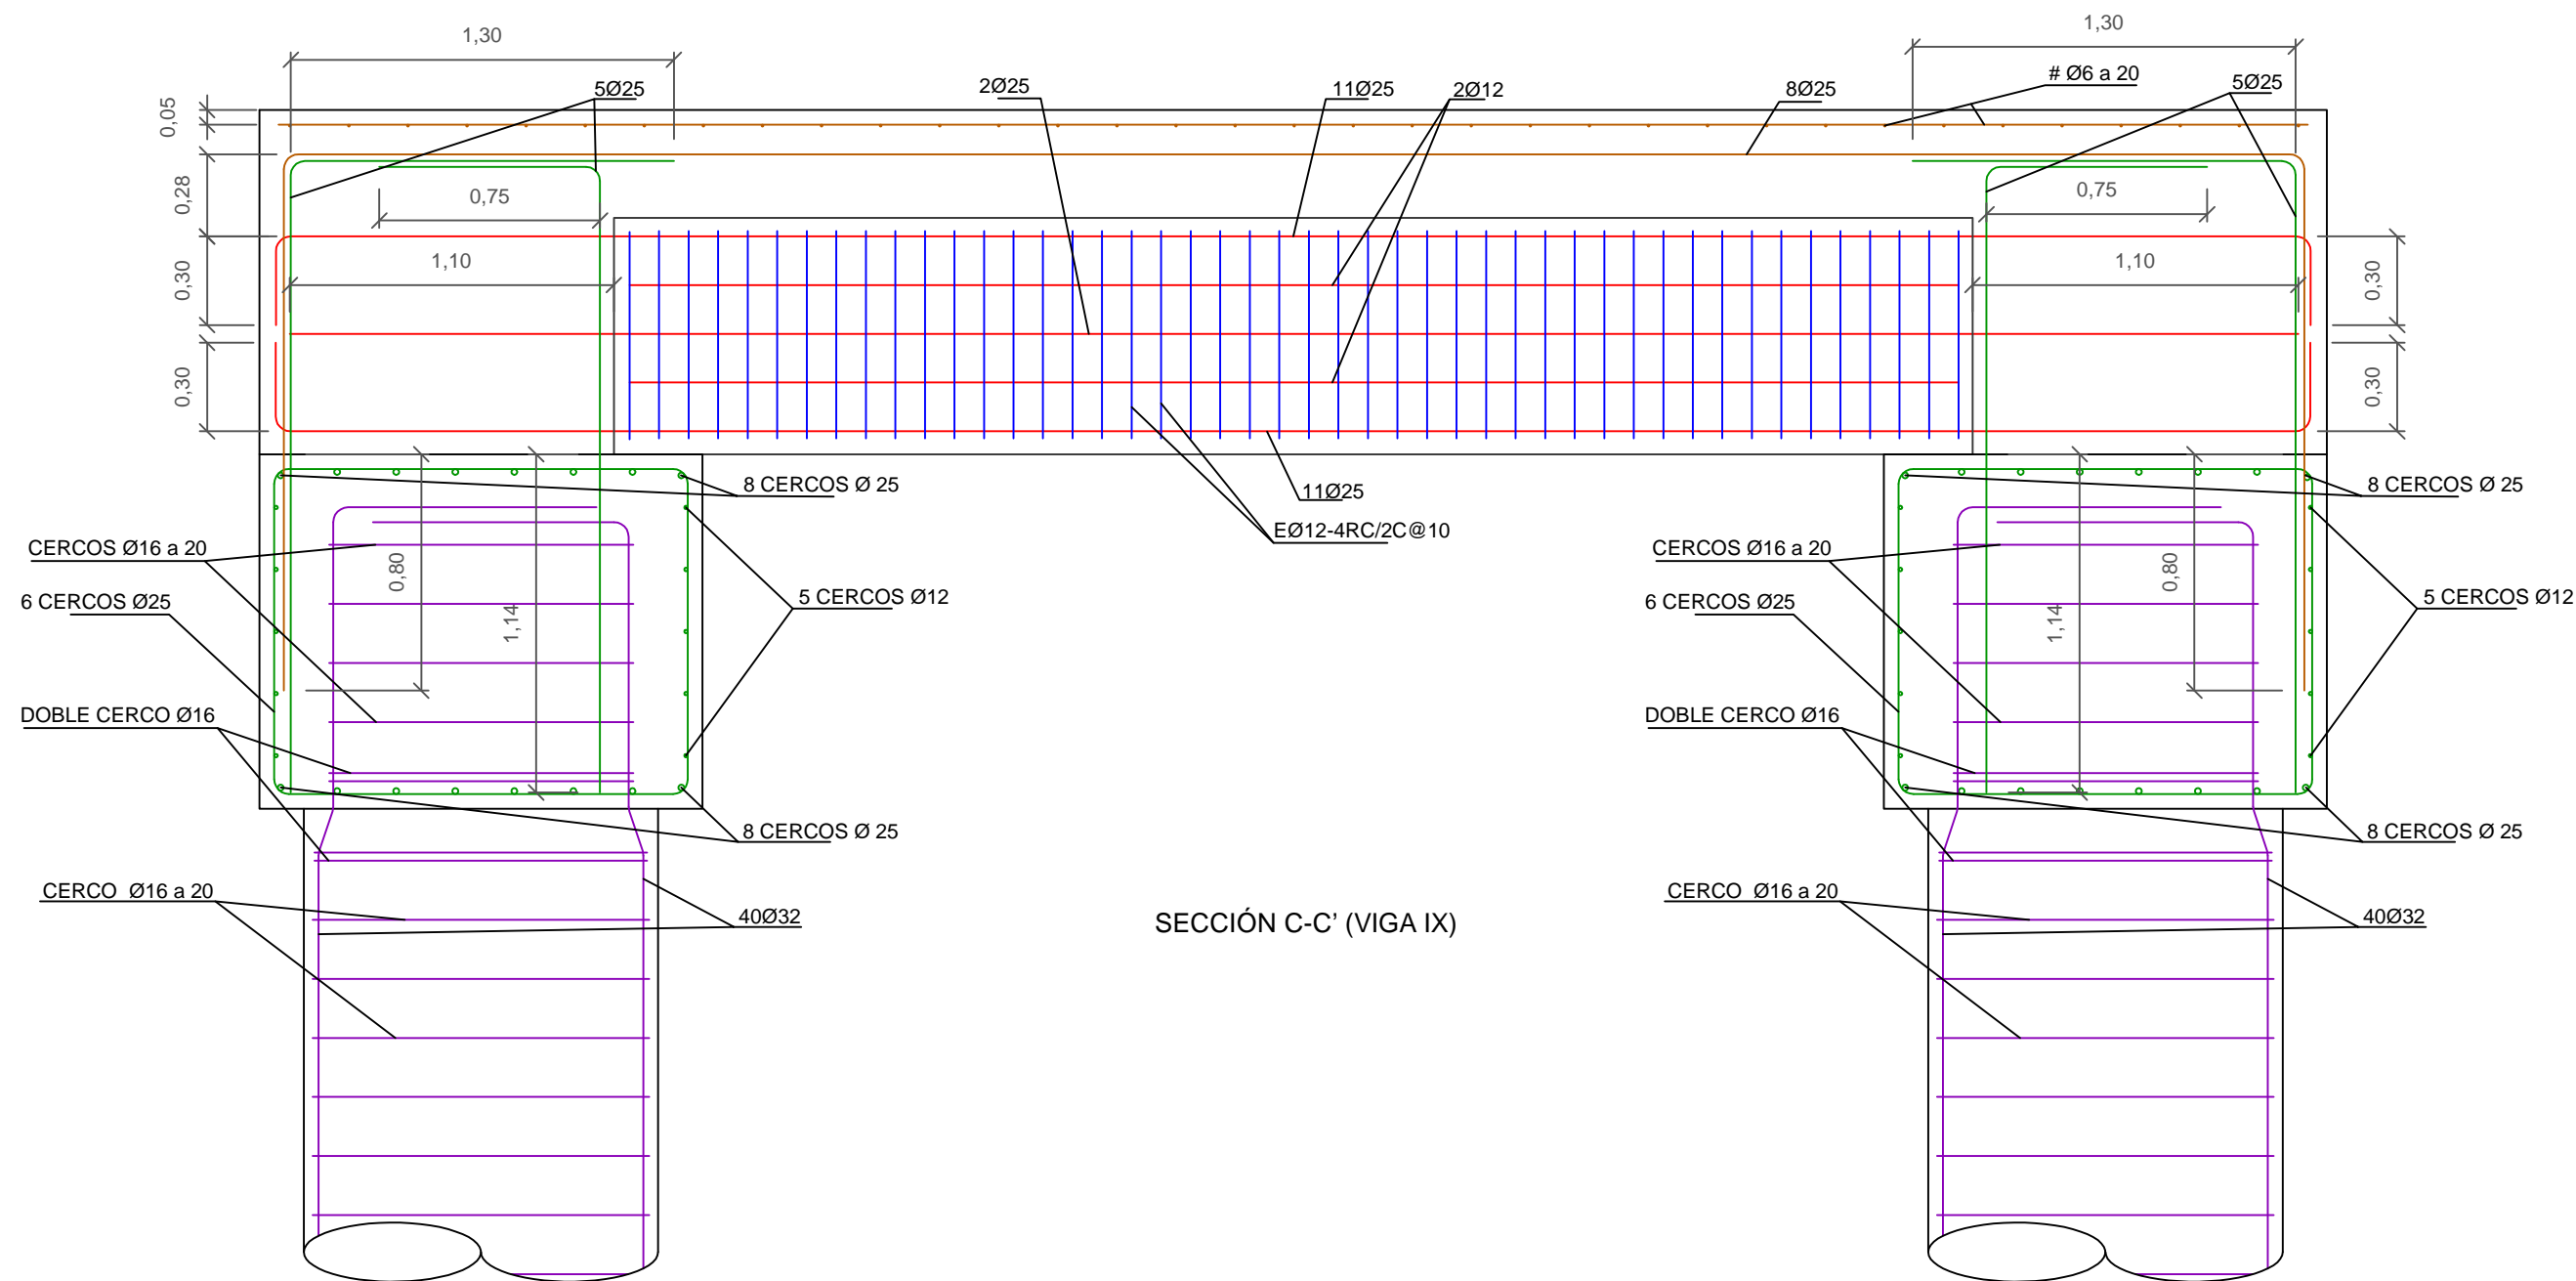 1,30
1,30
5Ø25
2Ø25
11Ø25
2Ø12
8Ø25
# Ø6 a 20
5Ø25
0,05
0,28
0,75
0,75
0,30
1,10
1,10
0,30
0,30
0,30
8 CERCOS Ø 25
11Ø25
8 CERCOS Ø 25
EØ12-4RC/2C@10
CERCOS Ø16 a 20
0,80
CERCOS Ø16 a 20
0,80
6 CERCOS Ø25
1,14
5 CERCOS Ø12
6 CERCOS Ø25
1,14
5 CERCOS Ø12
DOBLE CERCO Ø16
DOBLE CERCO Ø16
8 CERCOS Ø 25
8 CERCOS Ø 25
CERCO Ø16 a 20
40Ø32
SECCIÓN C-C’ (VIGA IX)
CERCO Ø16 a 20
40Ø32